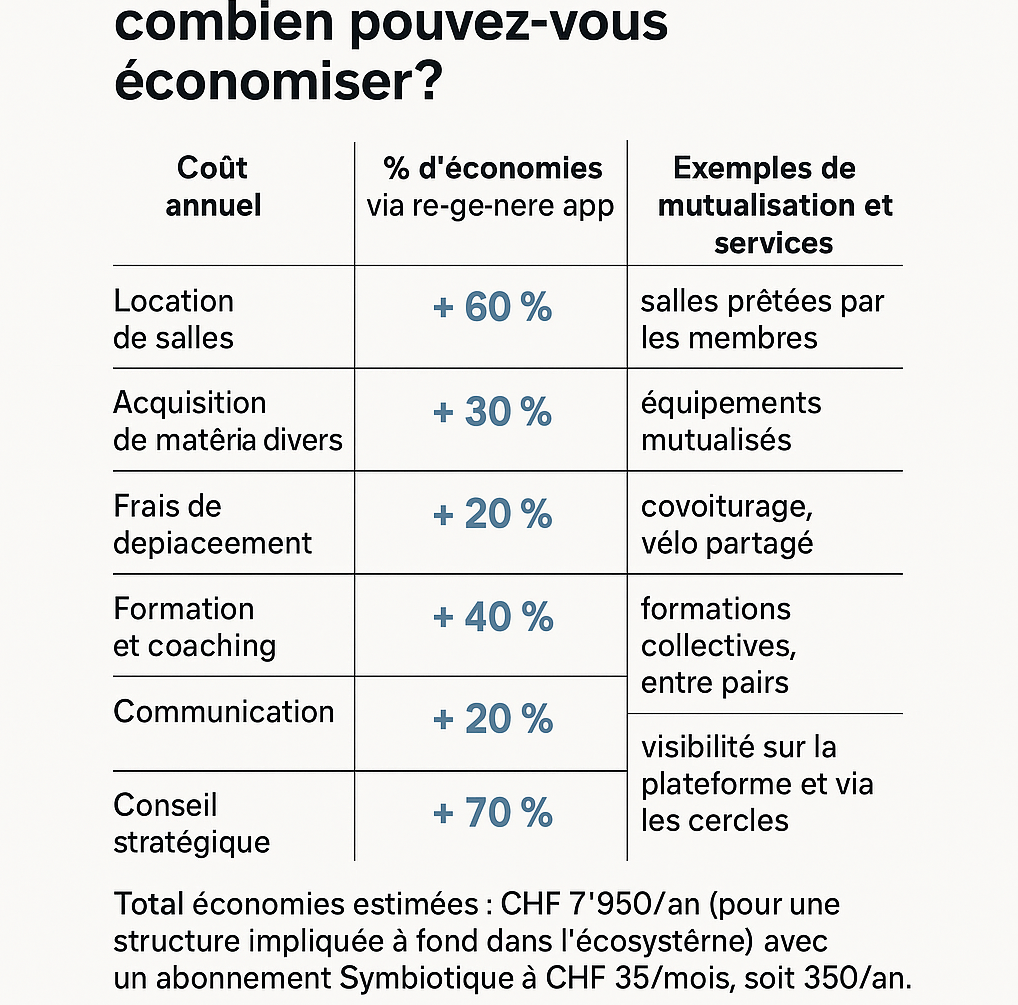 combien pouvez-vous
économiser?
Coût
annuel
% d'économies
via re-ge-nere app
Exemples de
mutualisation et
services
Location
de salles
+ 60 %
salles prêtées par
les membres
Acquisition
de matêria divers
+ 30 %
équipements
mutualisés
Frais de
depiaceement
+ 20 %
covoiturage,
vélo partagé
Formation
et coaching
+ 40 %
formations
collectives,
entre pairs
Communication
+ 20 %
visibilité sur la
plateforme et via
les cercles
Conseil
stratégique
+ 70 %
Total économies estimées : CHF 7'950/an (pour une
structure impliquée à fond dans l'écosystêrne) avec
un abonnement Symbiotique à CHF 35/mois, soit 350/an.